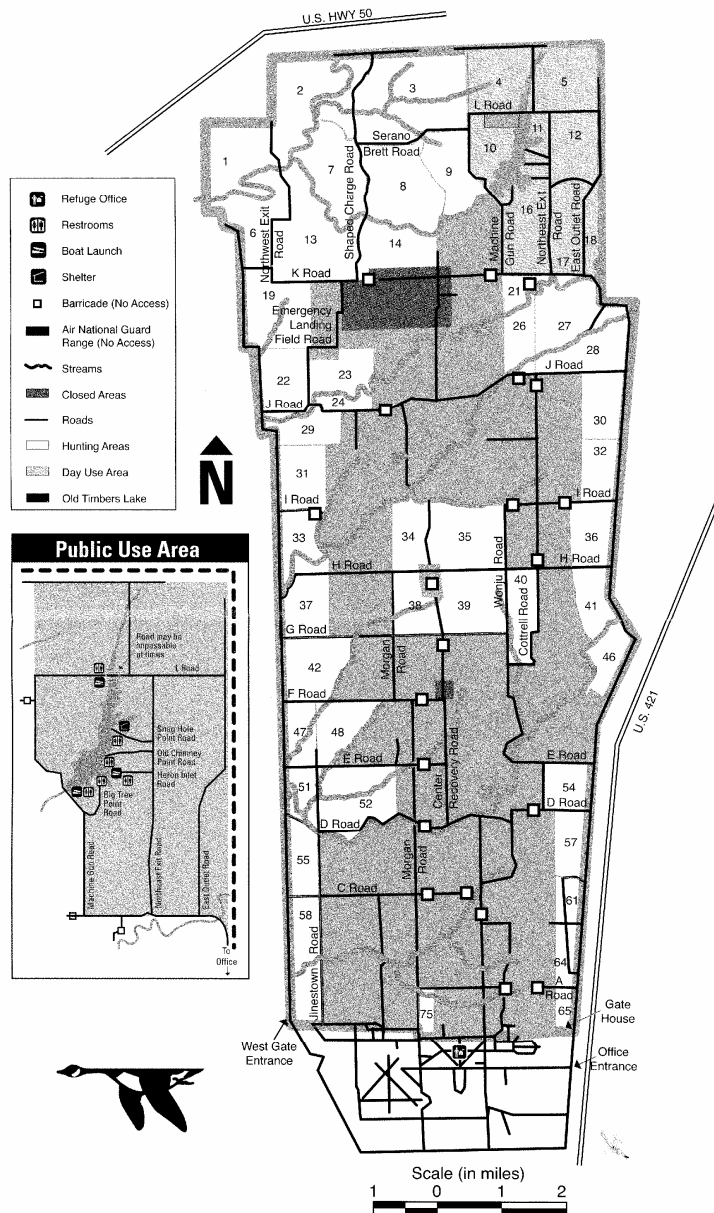 U.S. HWY 50
2
3
4
5
L Road
Serano
Brett Road
1
7
8
9
10
11
12
Shaped Charge Road
Northwest Exit
Road
6
13
14
Machine
Gun Road
16
Northeast Exit
Road
East Outlet Road
17
18
K Road
19
Emergency
Landing
Field Road
21
26
27
28
J Road
22
23
24
J Road
29
30
31
32
I Road
I Road
33
34
35
36
H Road
H Road
Wonju Road
37
38
39
40
41
Cottrell Road
G Road
Morgan
Road
42
46
F Road
U.S. 421
47
48
E Road
E Road
Center
Recovery Road
51
52
54
D Road
D Road
55
Morgan
Road
57
C Road
58
61
Jinestown Road
64
A
Road
65
75
Gate
House
West Gate
Entrance
Office
Entrance
Refuge Office
Restrooms
Boat Launch
Shelter
Barricade (No Access)
Air National Guard
Range (No Access)
Streams
Closed Areas
Roads
Hunting Areas
Day Use Area
Old Timbers Lake
N
Public Use Area
Road may be
impassable
at times
L Road
Snag Hole
Point Road
Old Chimney
Point Road
Heron Inlet
Road
Big Tree
Point
Road
Machine Gun Road
Northeast Exit Road
East Outlet Road
To
Office
Scale (in miles)
1 0 1 2